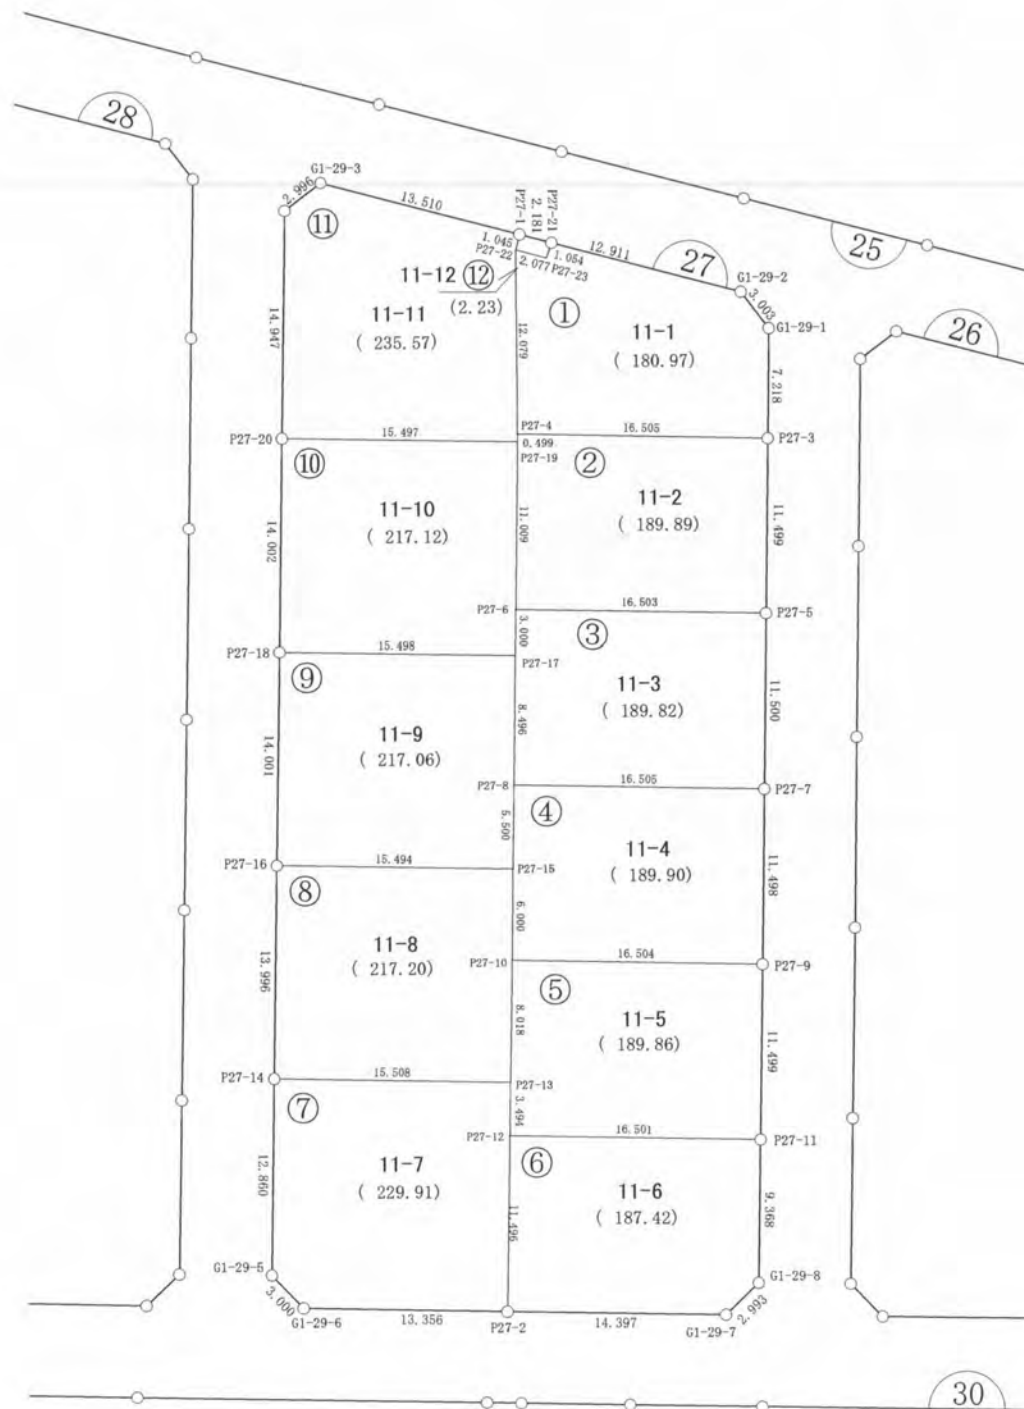 28
G1-29-3
2.996
13.510
⑪
P27-1
2.181
P27-21
25
1.045
P27-22
2.077
1.054
P27-23
12.911
27
G1-29-2
3.003
G1-29-1
11-12 ⑫
(2.23)
11-11
( 235.57)
14.947
12.079
①
11-1
( 180.97)
7.218
26
P27-20
15.497
P27-4
0.499
P27-19
16.505
P27-3
⑩
②
11-10
( 217.12)
14.002
11.009
11-2
( 189.89)
11.499
P27-6
16.503
P27-5
3.000
③
P27-18
15.498
P27-17
⑨
11-3
( 189.82)
8.496
11.500
11-9
( 217.06)
14.001
P27-8
16.505
P27-7
④
5.500
11-4
( 189.90)
11.498
P27-16
15.494
P27-15
⑧
6.000
11-8
( 217.20)
13.996
P27-10
16.504
P27-9
⑤
8.018
11-5
( 189.86)
11.499
P27-14
15.508
P27-13
⑦
3.494
P27-12
16.501
P27-11
⑥
11-7
( 229.91)
12.860
11.496
11-6
( 187.42)
9.368
G1-29-5
3.000
G1-29-6
13.356
P27-2
14.397
G1-29-7
2.993
G1-29-8
30